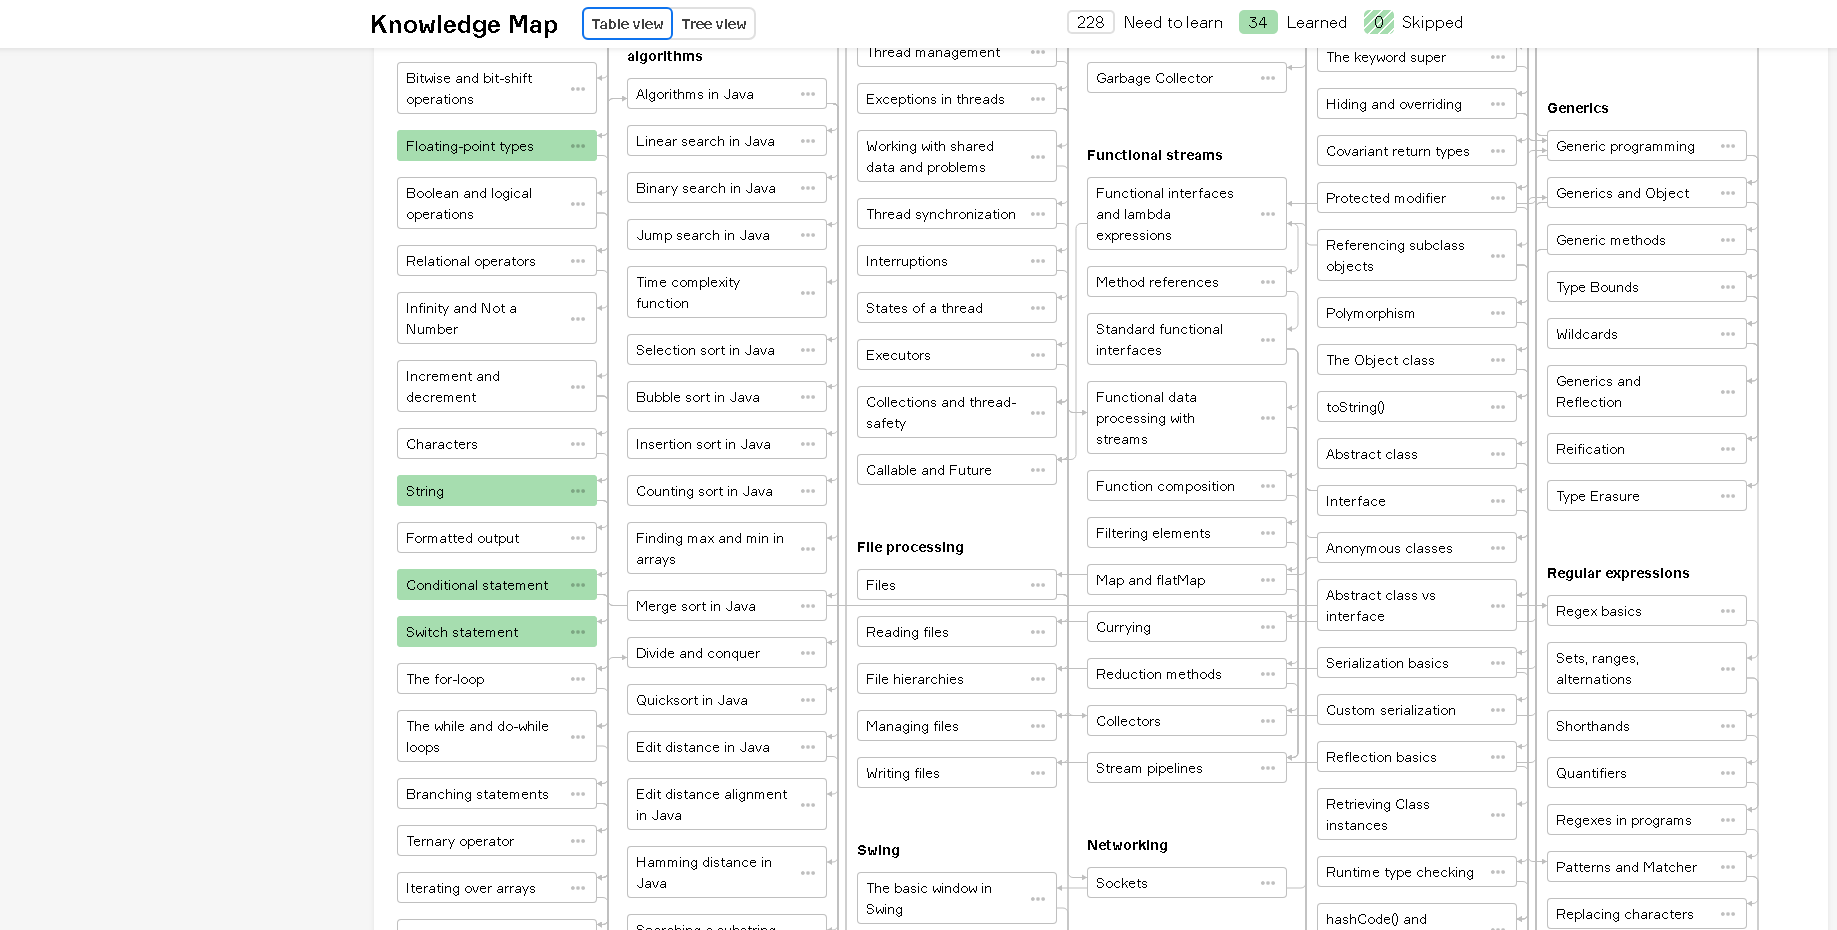 Knowledge Map
Table view
Tree view
228 Need to learn
34 Learned
0 Skipped
Bitwise and bit-shift
operations
Floating-point types
Boolean and logical
operations
Relational operators
Infinity and Not a
Number
Increment and
decrement
Characters
String
Formatted output
Conditional statement
Switch statement
The for-loop
The while and do-while
loops
Branching statements
Ternary operator
Iterating over arrays
algorithms
Algorithms in Java
Linear search in Java
Binary search in Java
Jump search in Java
Time complexity
function
Selection sort in Java
Bubble sort in Java
Insertion sort in Java
Counting sort in Java
Finding max and min in
arrays
Merge sort in Java
Divide and conquer
Quicksort in Java
Edit distance in Java
Edit distance alignment
in Java
Hamming distance in
Java
Searching a substring
Thread management
Exceptions in threads
Working with shared
data and problems
Thread synchronization
Interruptions
States of a thread
Executors
Collections and thread-
safety
Callable and Future
File processing
Files
Reading files
File hierarchies
Managing files
Writing files
Swing
The basic window in
Swing
Garbage Collector
Functional streams
Functional interfaces
and lambda
expressions
Method references
Standard functional
interfaces
Functional data
processing with
streams
Function composition
Filtering elements
Map and flatMap
Currying
Reduction methods
Collectors
Stream pipelines
Networking
Sockets
The keyword super
Hiding and overriding
Covariant return types
Protected modifier
Referencing subclass
objects
Polymorphism
The Object class
toString()
Abstract class
Interface
Anonymous classes
Abstract class vs
interface
Serialization basics
Custom serialization
Reflection basics
Retrieving Class
instances
Runtime type checking
hashCode() and
Generics
Generic programming
Generics and Object
Generic methods
Type Bounds
Wildcards
Generics and
Reflection
Reification
Type Erasure
Regular expressions
Regex basics
Sets, ranges,
alternations
Shorthands
Quantifiers
Regexes in programs
Patterns and Matcher
Replacing characters